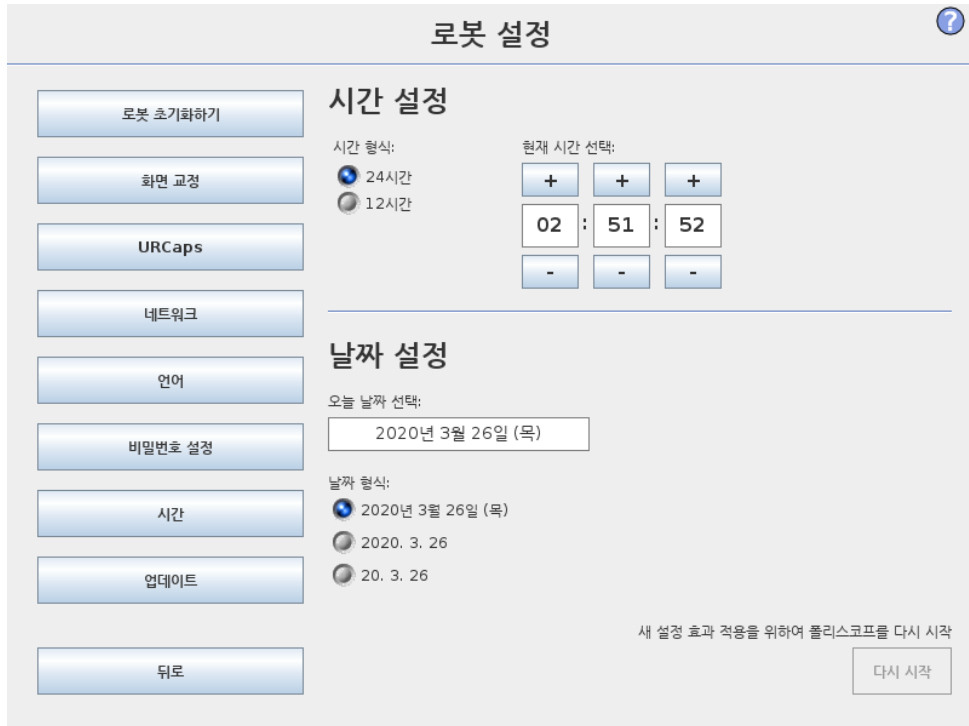 로봇 설정
?
로봇 초기화하기
화면 교정
URCaps
네트워크
언어
비밀번호 설정
시간
업데이트
뒤로
시간 설정
시간 형식:
24시간
12시간
현재 시간 선택:
+ + +
02 : 51 : 52
- - -
날짜 설정
오늘 날짜 선택:
2020년 3월 26일 (목)
날짜 형식:
2020년 3월 26일 (목)
2020. 3. 26
20. 3. 26
새 설정 효과 적용을 위하여 폴리스코프를 다시 시작
다시 시작